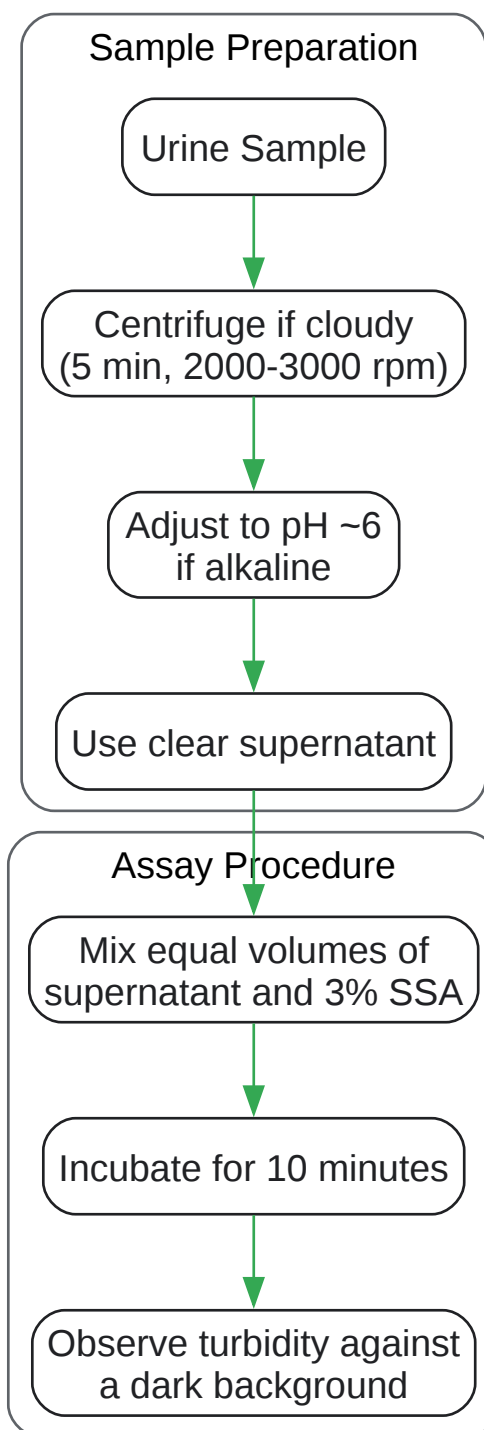 Sample Preparation
Urine Sample
Centrifuge if cloudy
(5 min, 2000-3000 rpm)
Adjust to pH ~6
if alkaline
Use clear supernatant
Assay Procedure
Mix equal volumes of
supernatant and 3% SSA
Incubate for 10 minutes
Observe turbidity against
a dark background